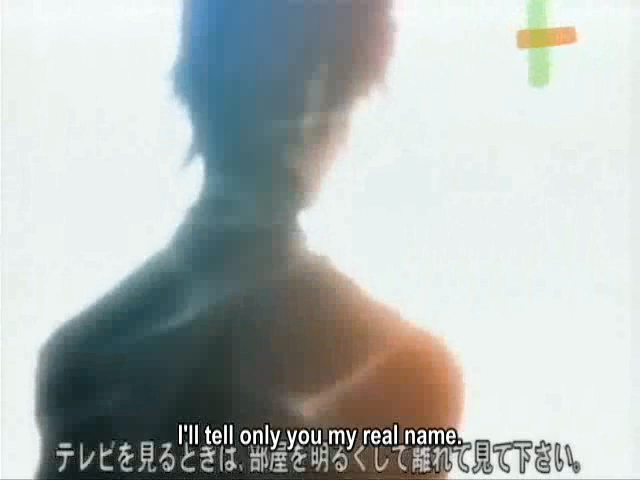 I'll tell only you my real name.
テレビを見るときは、部屋を明るくして離れて見て下さい。